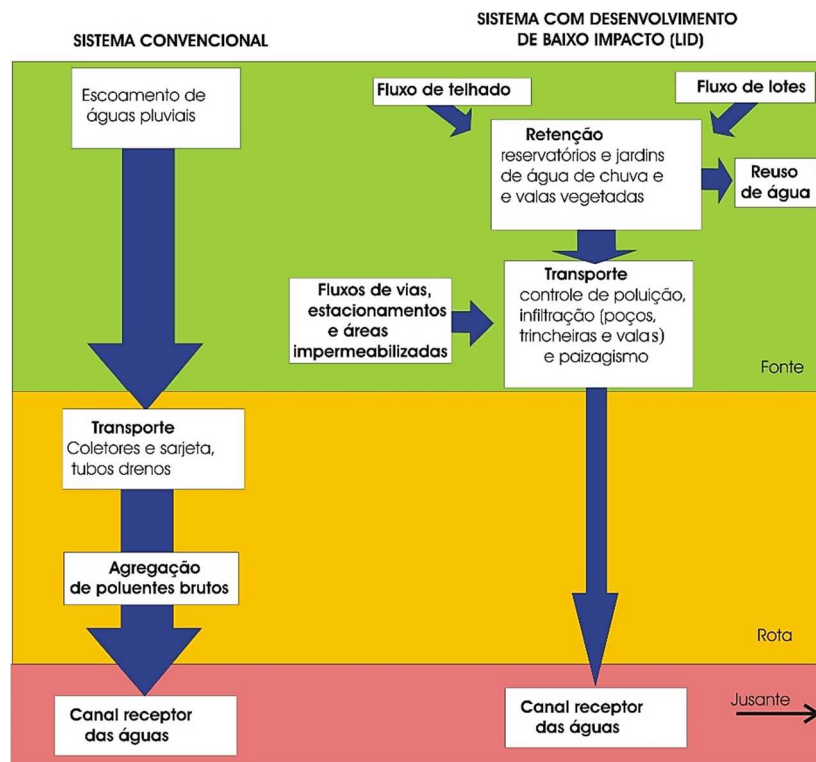 SISTEMA CONVENCIONAL
Escoamento de
águas pluviais
Transporte
Coletores e sarjeta,
tubos drenos
Agregação
de poluentes brutos
Canal receptor
das águas
SISTEMA COM DESENVOLVIMENTO
DE BAIXO IMPACTO (LID)
Fluxo de telhado
Fluxo de lotes
Retenção
reservatórios e jardins
de água de chuva e
e valas vegetadas
Reuso
de água
Fluxos de vias,
estacionamentos
e áreas
impermeabilizadas
Transporte
controle de poluição,
infiltração (poços,
trincheiras e valas)
e paizagismo
Fonte
Rota
Canal receptor
das águas
Jusante